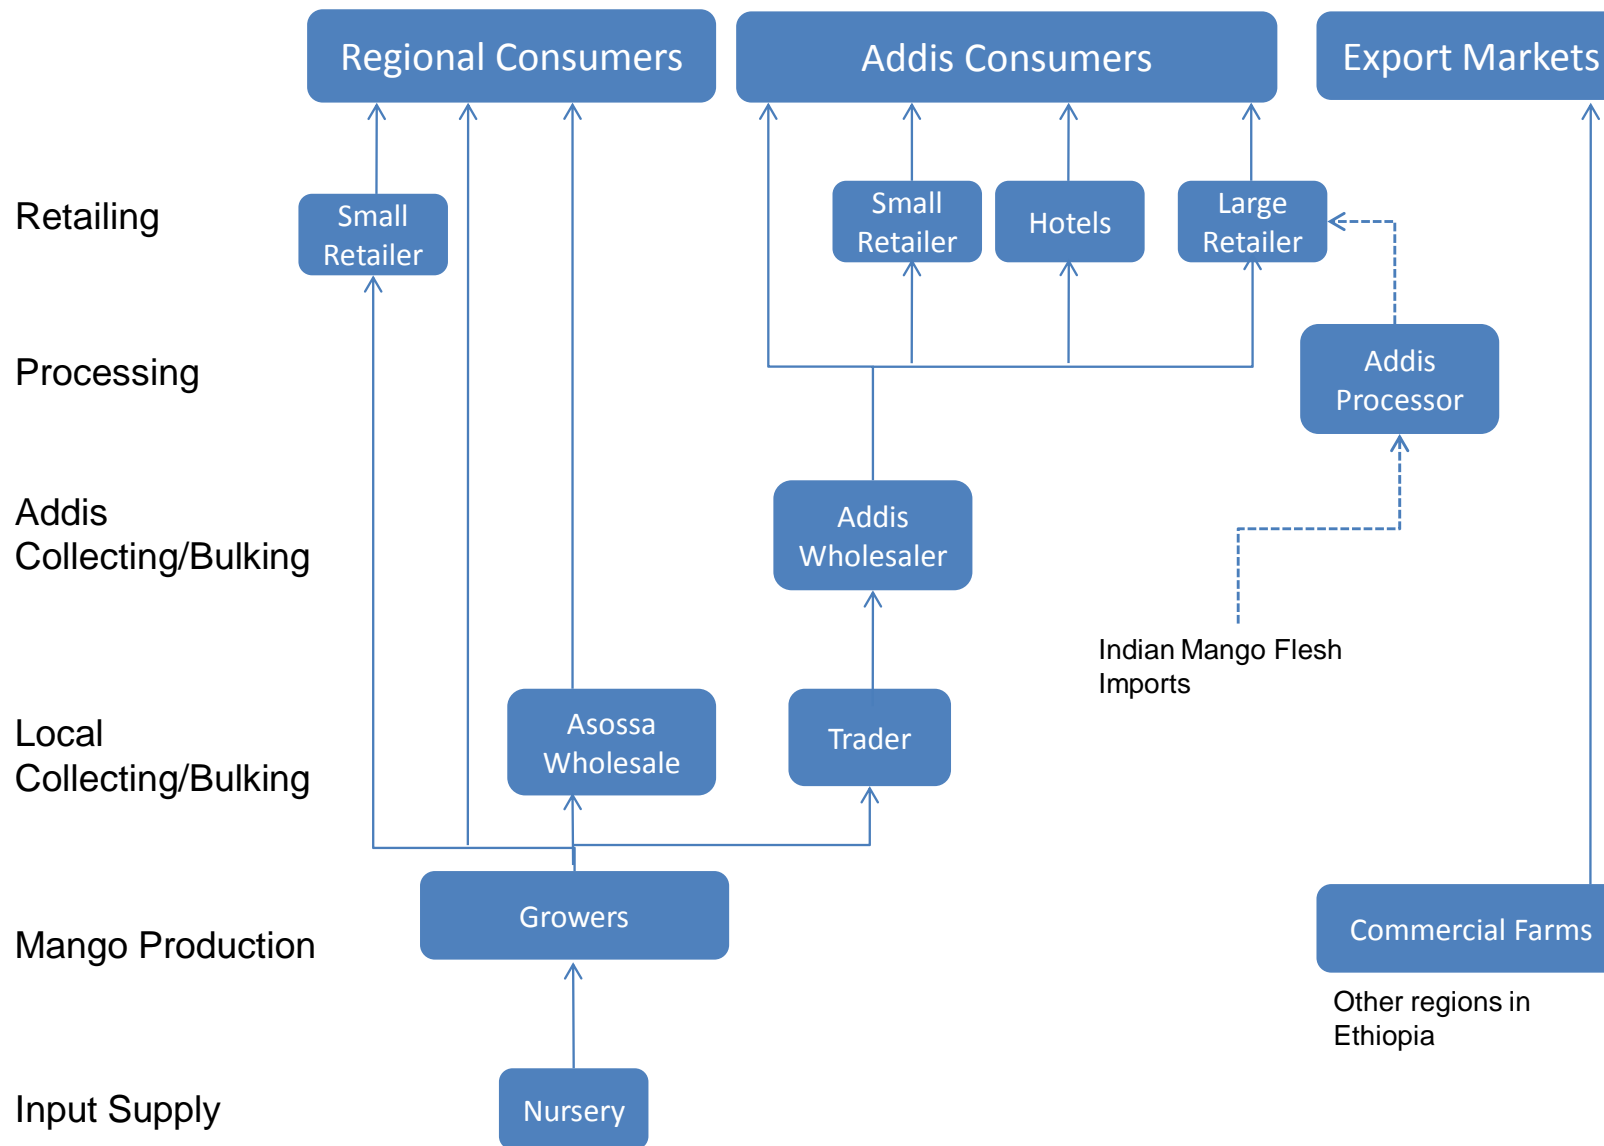 Regional Consumers
Addis Consumers
Export Markets
Retailing
Small
Retailer
Small
Retailer
Hotels
Large
Retailer
Processing
Addis
Processor
Addis
Collecting/Bulking
Addis
Wholesaler
Indian Mango Flesh
Imports
Local
Collecting/Bulking
Asossa
Wholesale
Trader
Mango Production
Growers
Commercial Farms
Other regions in
Ethiopia
Input Supply
Nursery